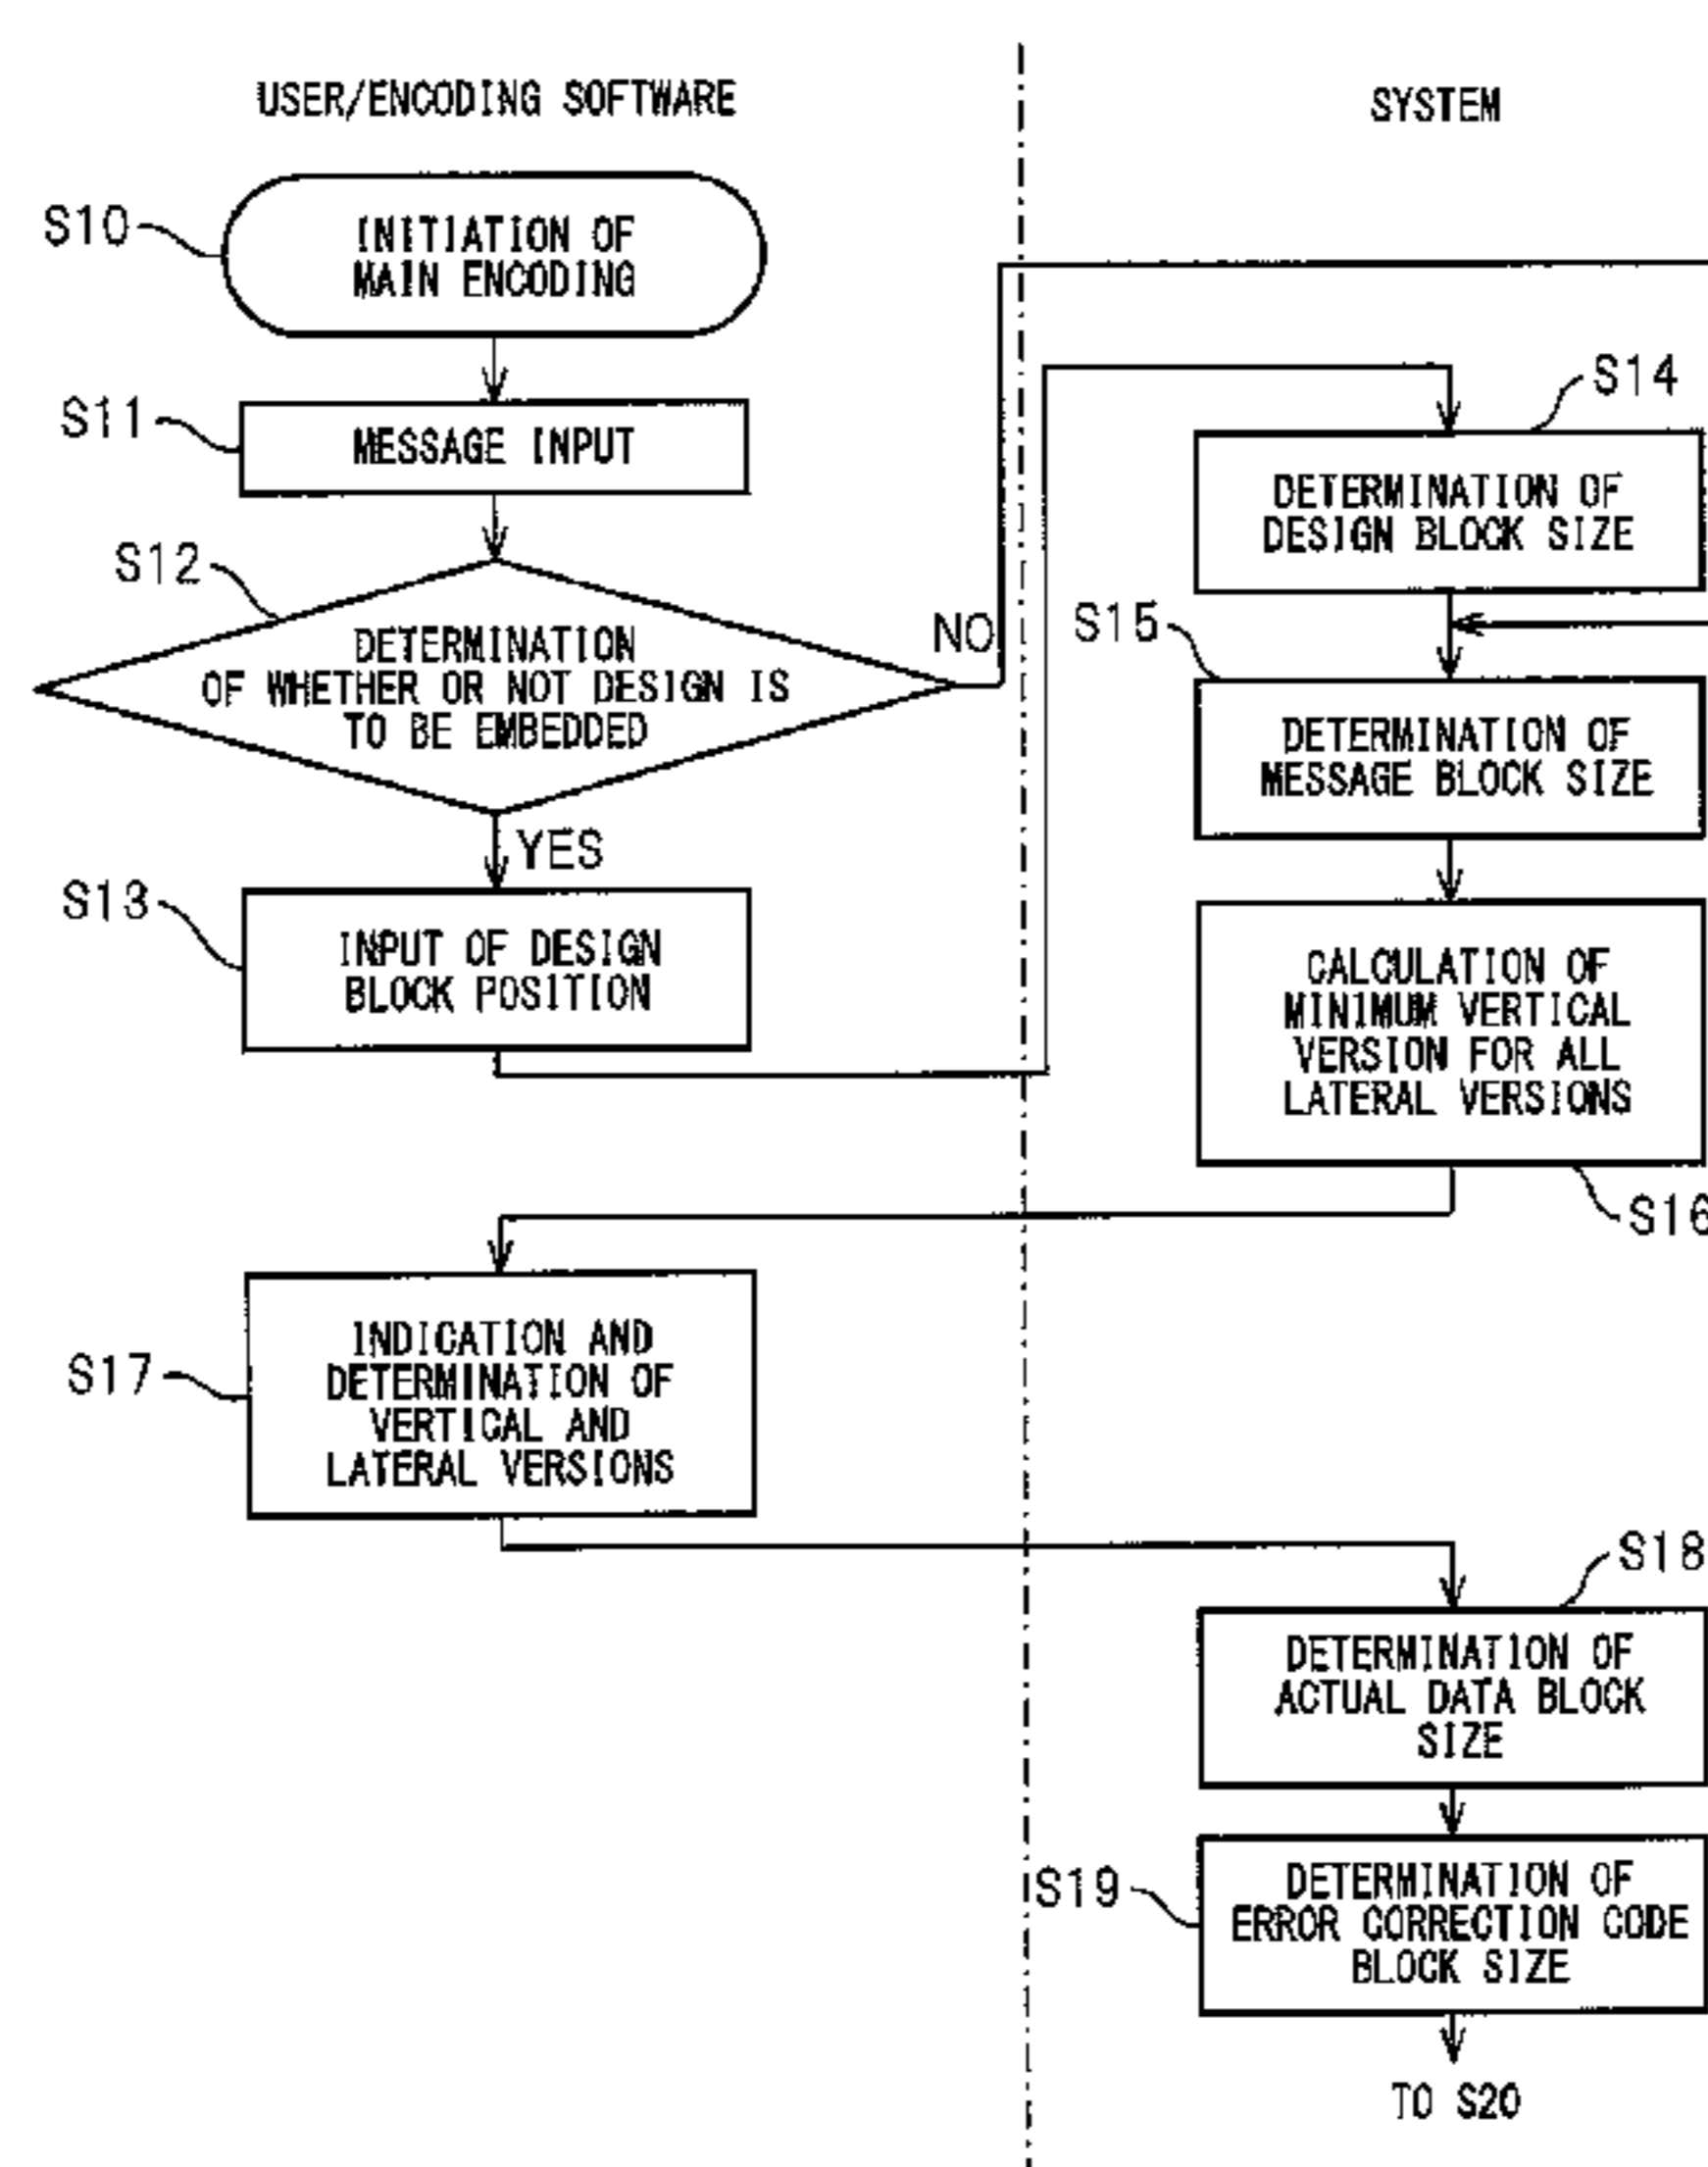 USER/ENCODING SOFTWARE
SYSTEM
S10
INITIATION OF
MAIN ENCODING
S11
MESSAGE INPUT
S12
DETERMINATION
OF WHETHER OR NOT DESIGN IS
TO BE EMBEDDED
NO
YES
S13
INPUT OF DESIGN
BLOCK POSITION
S14
DETERMINATION OF
DESIGN BLOCK SIZE
S15
DETERMINATION OF
MESSAGE BLOCK SIZE
CALCULATION OF
MINIMUM VERTICAL
VERSION FOR ALL
LATERAL VERSIONS
S16
S17
INDICATION AND
DETERMINATION OF
VERTICAL AND
LATERAL VERSIONS
S18
DETERMINATION OF
ACTUAL DATA BLOCK
SIZE
S19
DETERMINATION OF
ERROR CORRECTION CODE
BLOCK SIZE
TO S20